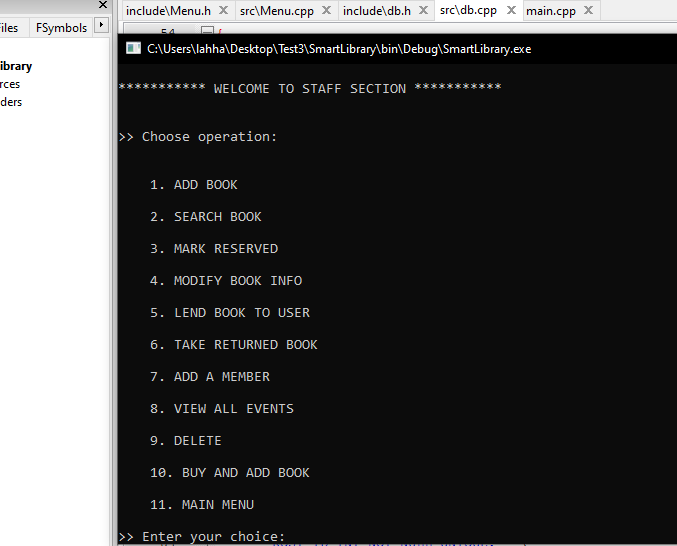 include\Menu.h src\Menu.cpp include\db.h src\db.cpp main.cpp
iles FSymbols
54
C:\Users\lahha\Desktop\Test3\SmartLibrary\bin\Debug\SmartLibrary.exe
ibrary
rces
ders
*********** WELCOME TO STAFF SECTION ***********
>> Choose operation:
1. ADD BOOK
2. SEARCH BOOK
3. MARK RESERVED
4. MODIFY BOOK INFO
5. LEND BOOK TO USER
6. TAKE RETURNED BOOK
7. ADD A MEMBER
8. VIEW ALL EVENTS
9. DELETE
10. BUY AND ADD BOOK
11. MAIN MENU
>> Enter your choice: